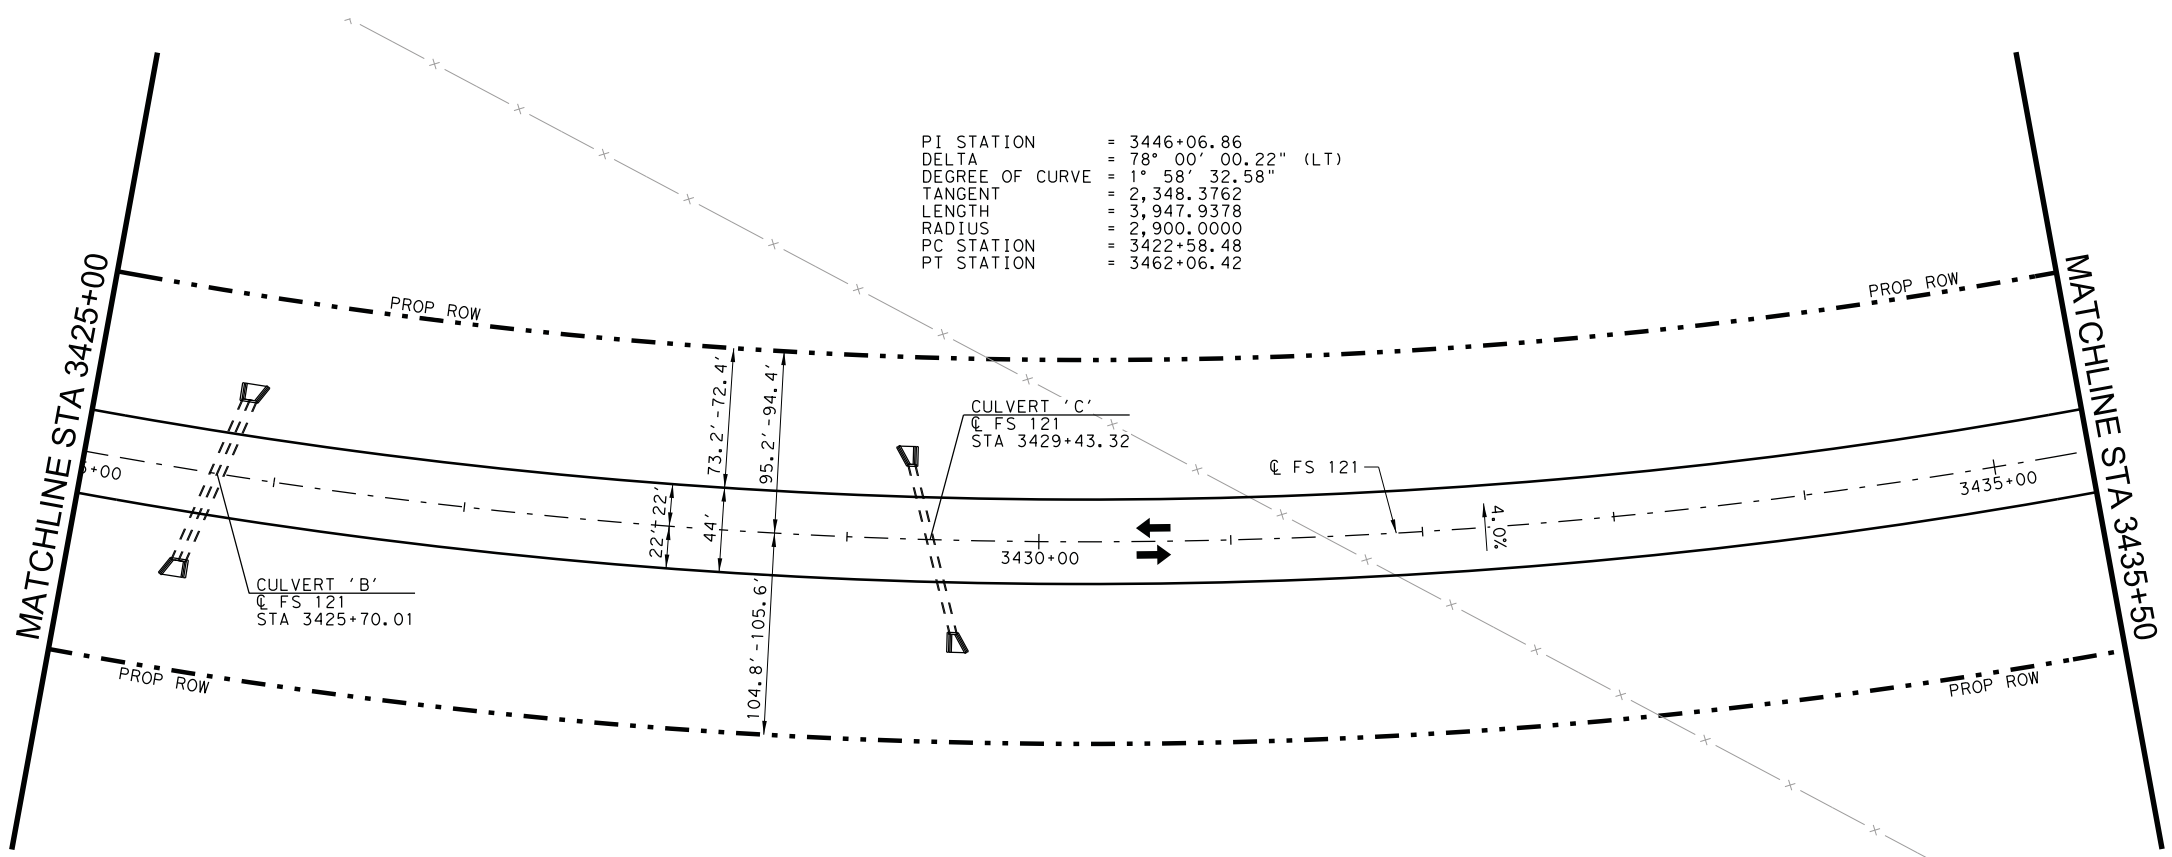 PI STATION = 3446+06.86
DELTA = 78° 00' 00.22" (LT)
DEGREE OF CURVE = 1° 58' 32.58"
TANGENT = 2,348.3762
LENGTH = 3,947.9378
RADIUS = 2,900.0000
PC STATION = 3422+58.48
PT STATION = 3462+06.42
MATCHLINE STA 3425+00
PROP ROW
PROP ROW
MATCHLINE STA 3435+50
73.2'-72.4'
95.2'-94.4'
CULVERT 'C'
℄ FS 121
STA 3429+43.32
℄ FS 121
+00
22'
22'
44'
4.0%
3435+00
3430+00
CULVERT 'B'
℄ FS 121
STA 3425+70.01
104.8'-105.6'
PROP ROW
PROP ROW